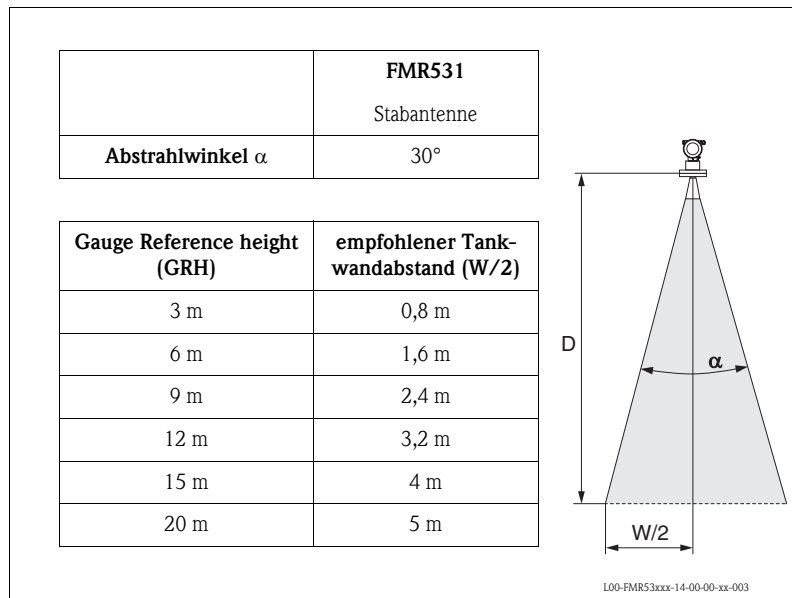 FMR531
Stabantenne
Abstrahlwinkel α 30°
Gauge Reference height
(GRH)
empfohlener Tank-
wandabstand (W/2)
3 m 0,8 m
6 m 1,6 m
9 m 2,4 m
12 m 3,2 m
15 m 4 m
20 m 5 m
D
α
W/2
L00-FMR53xxx-14-00-00-xx-003